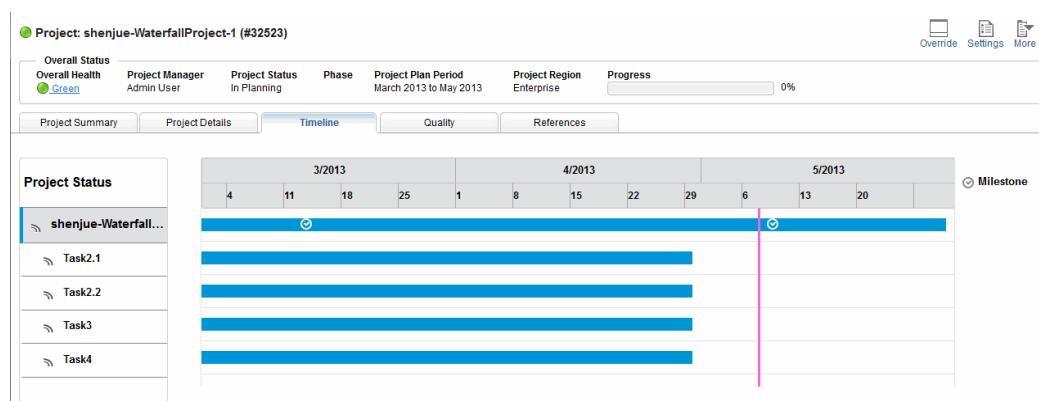 Project: shenjue-WaterfallProject-1 (#32523)
Override Settings More
Overall Status
Overall Health Project Manager Project Status Phase Project Plan Period Project Region Progress
Green Admin User In Planning March 2013 to May 2013 Enterprise 0%
Project Summary Project Details Timeline Quality References
Project Status
3/2013 4/2013 5/2013
4 11 18 25 1 8 15 22 29 6 13 20
Milestone
shenjue-Waterfall...
Task2.1
Task2.2
Task3
Task4